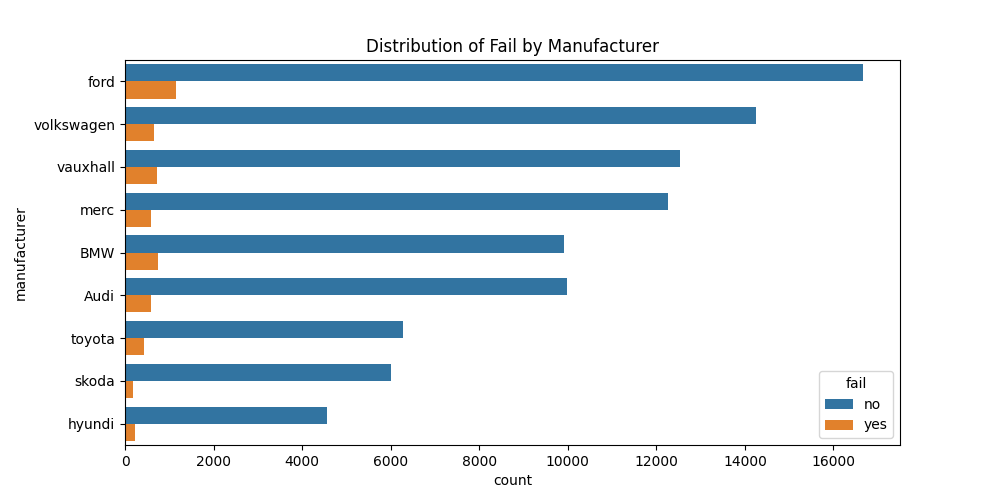 Distribution of Fail by Manufacturer
manufacturer
ford
volkswagen
vauxhall
merc
BMW
Audi
toyota
skoda
hyundi
fail
no
yes
0 2000 4000 6000 8000 10000 12000 14000 16000
count